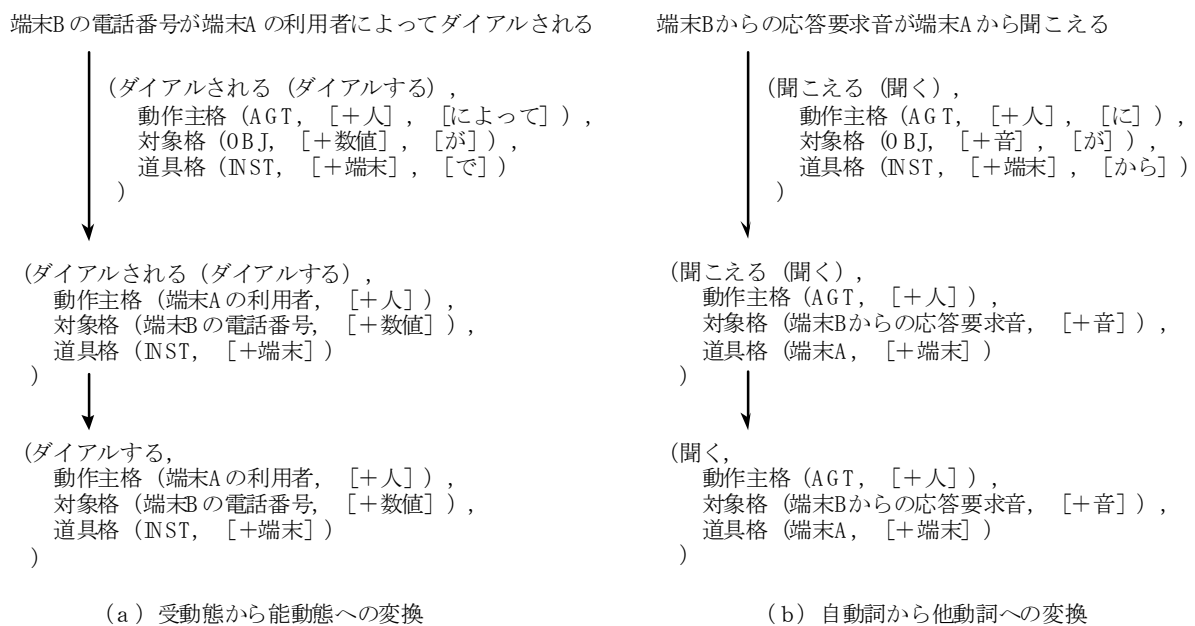 端末Bの電話番号が端末Aの利用者によってダイアルされる
(ダイアルされる（ダイアルする）,
動作主格（AGT, ［＋人］, ［によって］）,
対象格（OBJ, ［＋数値］, ［が］）,
道具格（INST, ［＋端末］, ［で］）
)
(ダイアルされる（ダイアルする）,
動作主格（端末Aの利用者, ［＋人］）,
対象格（端末Bの電話番号, ［＋数値］）,
道具格（INST, ［＋端末］）
)
(ダイアルする,
動作主格（端末Aの利用者, ［＋人］）,
対象格（端末Bの電話番号, ［＋数値］）,
道具格（INST, ［＋端末］）
)
（a）受動態から能動態への変換
端末Bからの応答要求音が端末Aから聞こえる
(聞こえる（聞く）,
動作主格（AGT, ［＋人］, ［に］）,
対象格（OBJ, ［＋音］, ［が］）,
道具格（INST, ［＋端末］, ［から］）
)
(聞こえる（聞く）,
動作主格（AGT, ［＋人］）,
対象格（端末Bからの応答要求音, ［＋音］）,
道具格（端末A, ［＋端末］）
)
(聞く,
動作主格（AGT, ［＋人］）,
対象格（端末Bからの応答要求音, ［＋音］）,
道具格（端末A, ［＋端末］）
)
（b）自動詞から他動詞への変換